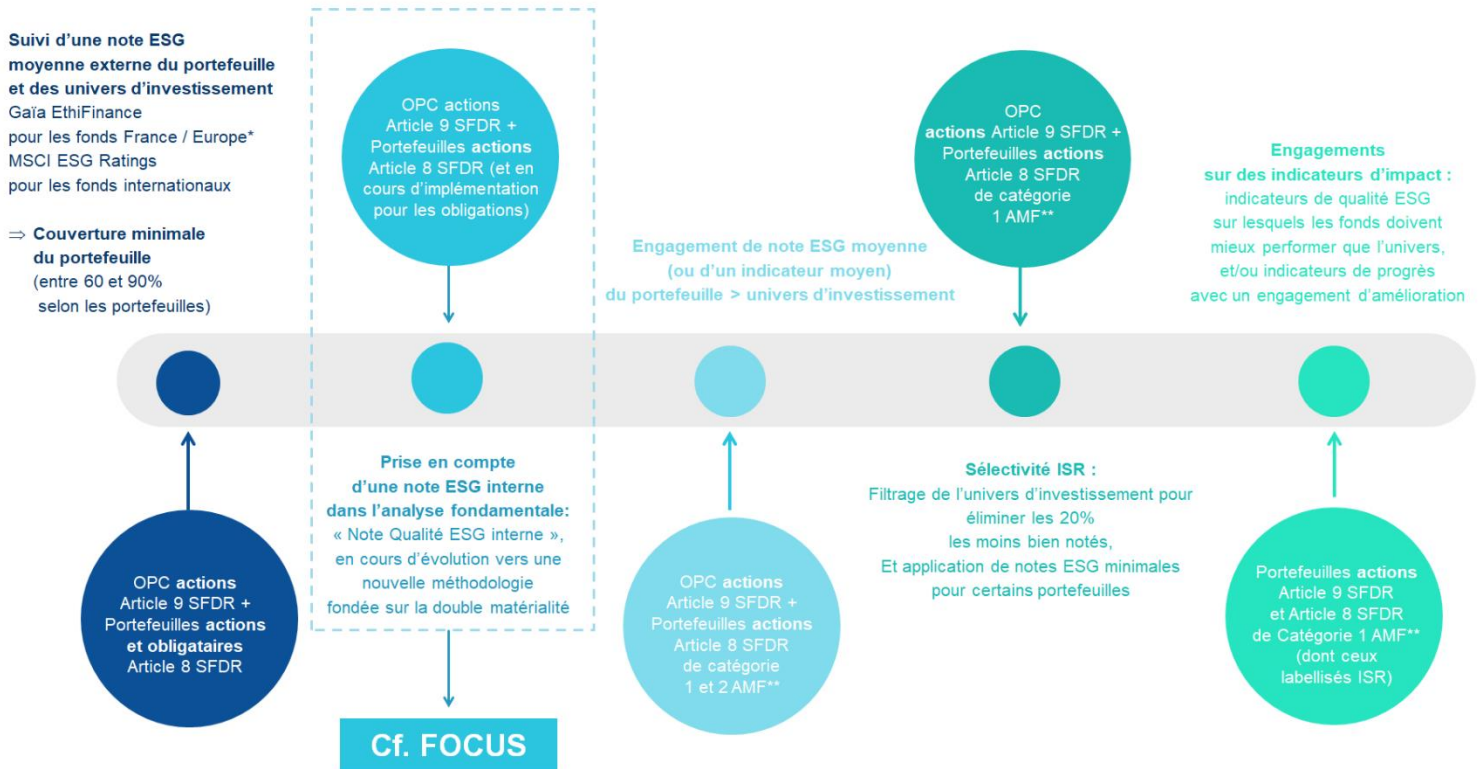 Suivi d'une note ESG
moyenne externe du portefeuille
et des univers d'investissement
Gaïa EthiFinance
pour les fonds France / Europe*
MSCI ESG Ratings
pour les fonds internationaux
⇒ Couverture minimale
du portefeuille
(entre 60 et 90%
selon les portefeuilles)
OPC actions
Article 9 SFDR +
Portefeuilles actions
et obligataires
Article 8 SFDR
OPC actions
Article 9 SFDR +
Portefeuilles actions
Article 8 SFDR (et en
cours d'implémentation
pour les obligations)
Prise en compte
d'une note ESG interne
dans l'analyse fondamentale:
« Note Qualité ESG interne »,
en cours d'évolution vers une
nouvelle méthodologie
fondée sur la double matérialité
Cf. FOCUS
Engagement de note ESG moyenne
(ou d'un indicateur moyen)
du portefeuille > univers d'investissement
OPC actions
Article 9 SFDR +
Portefeuilles actions
Article 8 SFDR
de catégorie
1 et 2 AMF**
OPC
actions Article 9 SFDR +
Portefeuilles actions
Article 8 SFDR
de catégorie
1 AMF**
Sélectivité ISR :
Filtrage de l'univers d'investissement pour
éliminer les 20%
les moins bien notés,
Et application de notes ESG minimales
pour certains portefeuilles
Engagements
sur des indicateurs d'impact :
indicateurs de qualité ESG
sur lesquels les fonds doivent
mieux performer que l'univers,
et/ou indicateurs de progrès
avec un engagement d'amélioration
Portefeuilles actions
Article 9 SFDR
et Article 8 SFDR
de Catégorie 1 AMF**
(dont ceux
labellisés ISR)